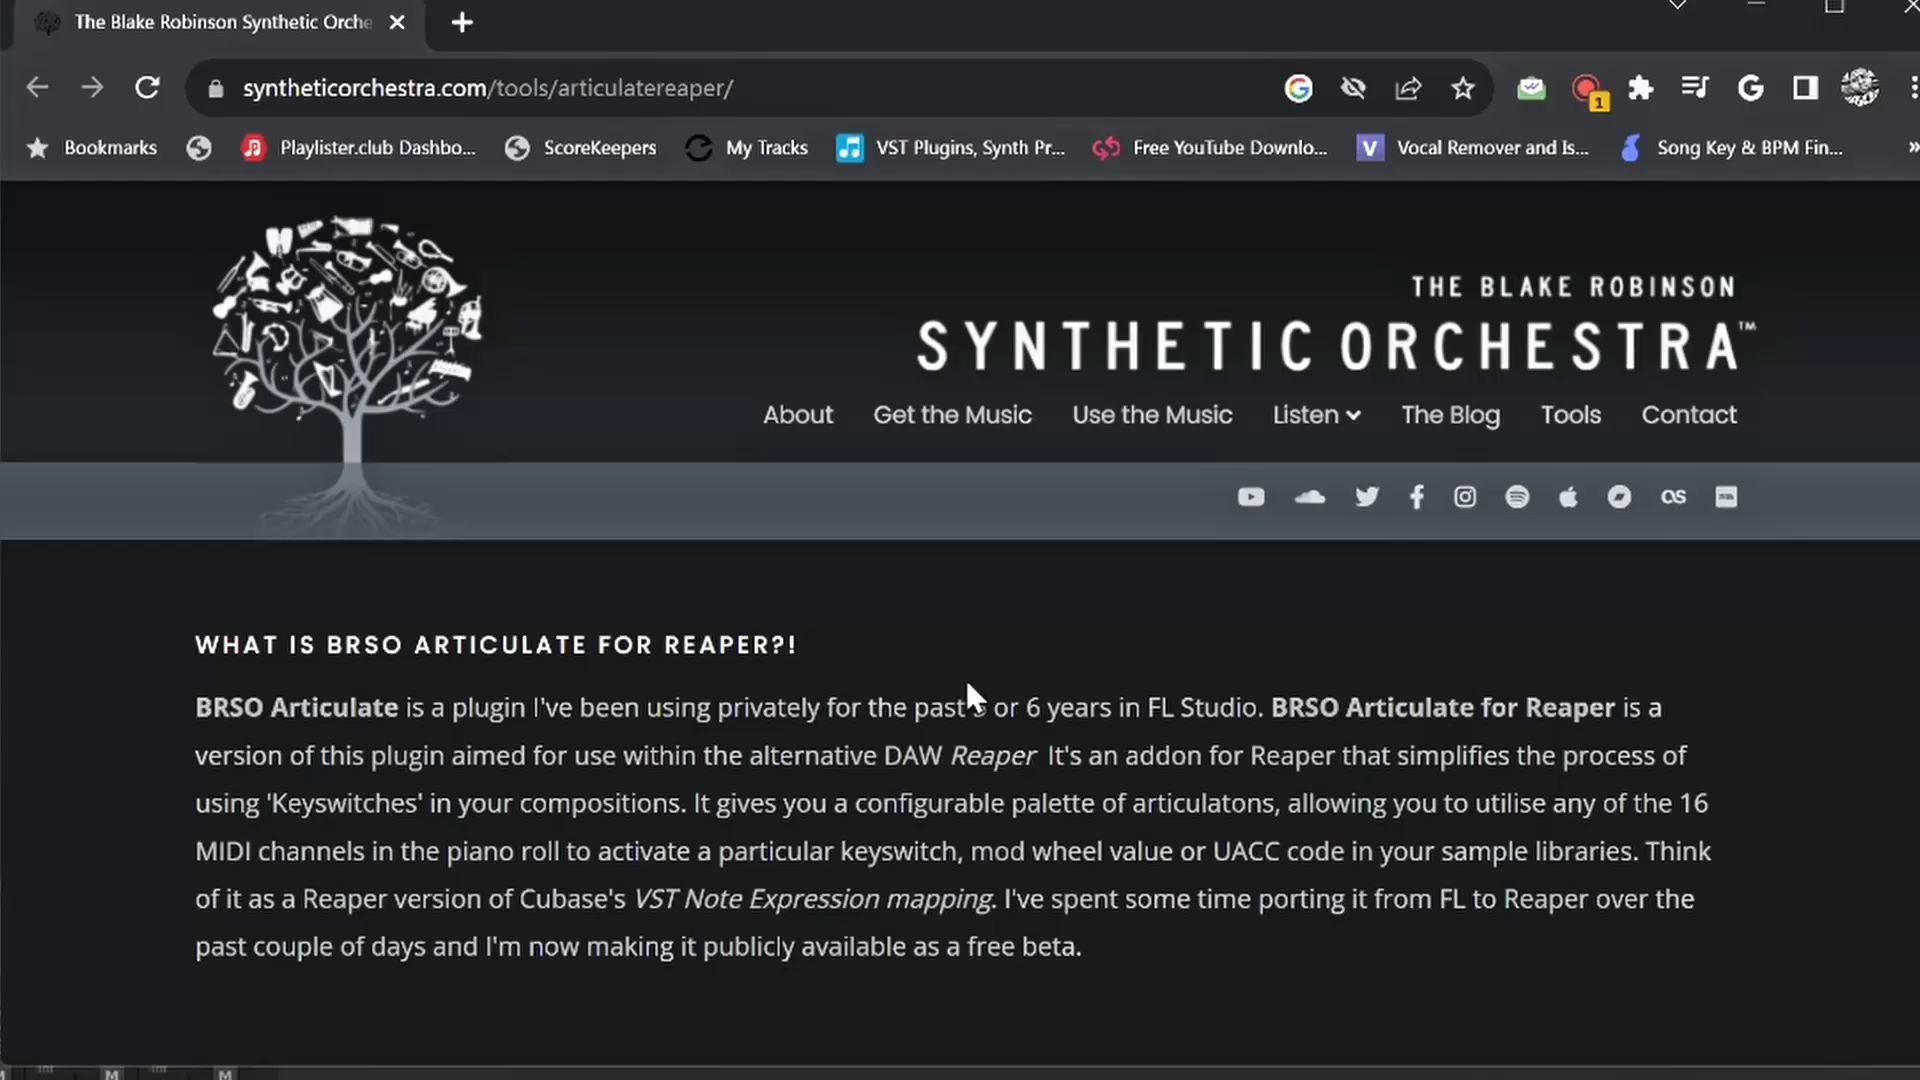 The Blake Robinson Synthetic Orche
syntheticorchestra.com/tools/articulatereaper/
1
Bookmarks Playlister.club Dashbo... ScoreKeepers My Tracks VST Plugins, Synth Pr... Free YouTube Downlo... V Vocal Remover and Is... Song Key & BPM Fin... »
THE BLAKE ROBINSON
SYNTHETIC ORCHESTRA™
About Get the Music Use the Music Listen The Blog Tools Contact
WHAT IS BRSO ARTICULATE FOR REAPER?!
BRSO Articulate is a plugin I've been using privately for the past or 6 years in FL Studio. BRSO Articulate for Reaper is a
version of this plugin aimed for use within the alternative DAW Reaper It's an addon for Reaper that simplifies the process of
using 'Keyswitches' in your compositions. It gives you a configurable palette of articulatons, allowing you to utilise any of the 16
MIDI channels in the piano roll to activate a particular keyswitch, mod wheel value or UACC code in your sample libraries. Think
of it as a Reaper version of Cubase's VST Note Expression mapping. I've spent some time porting it from FL to Reaper over the
past couple of days and I'm now making it publicly available as a free beta.
M M